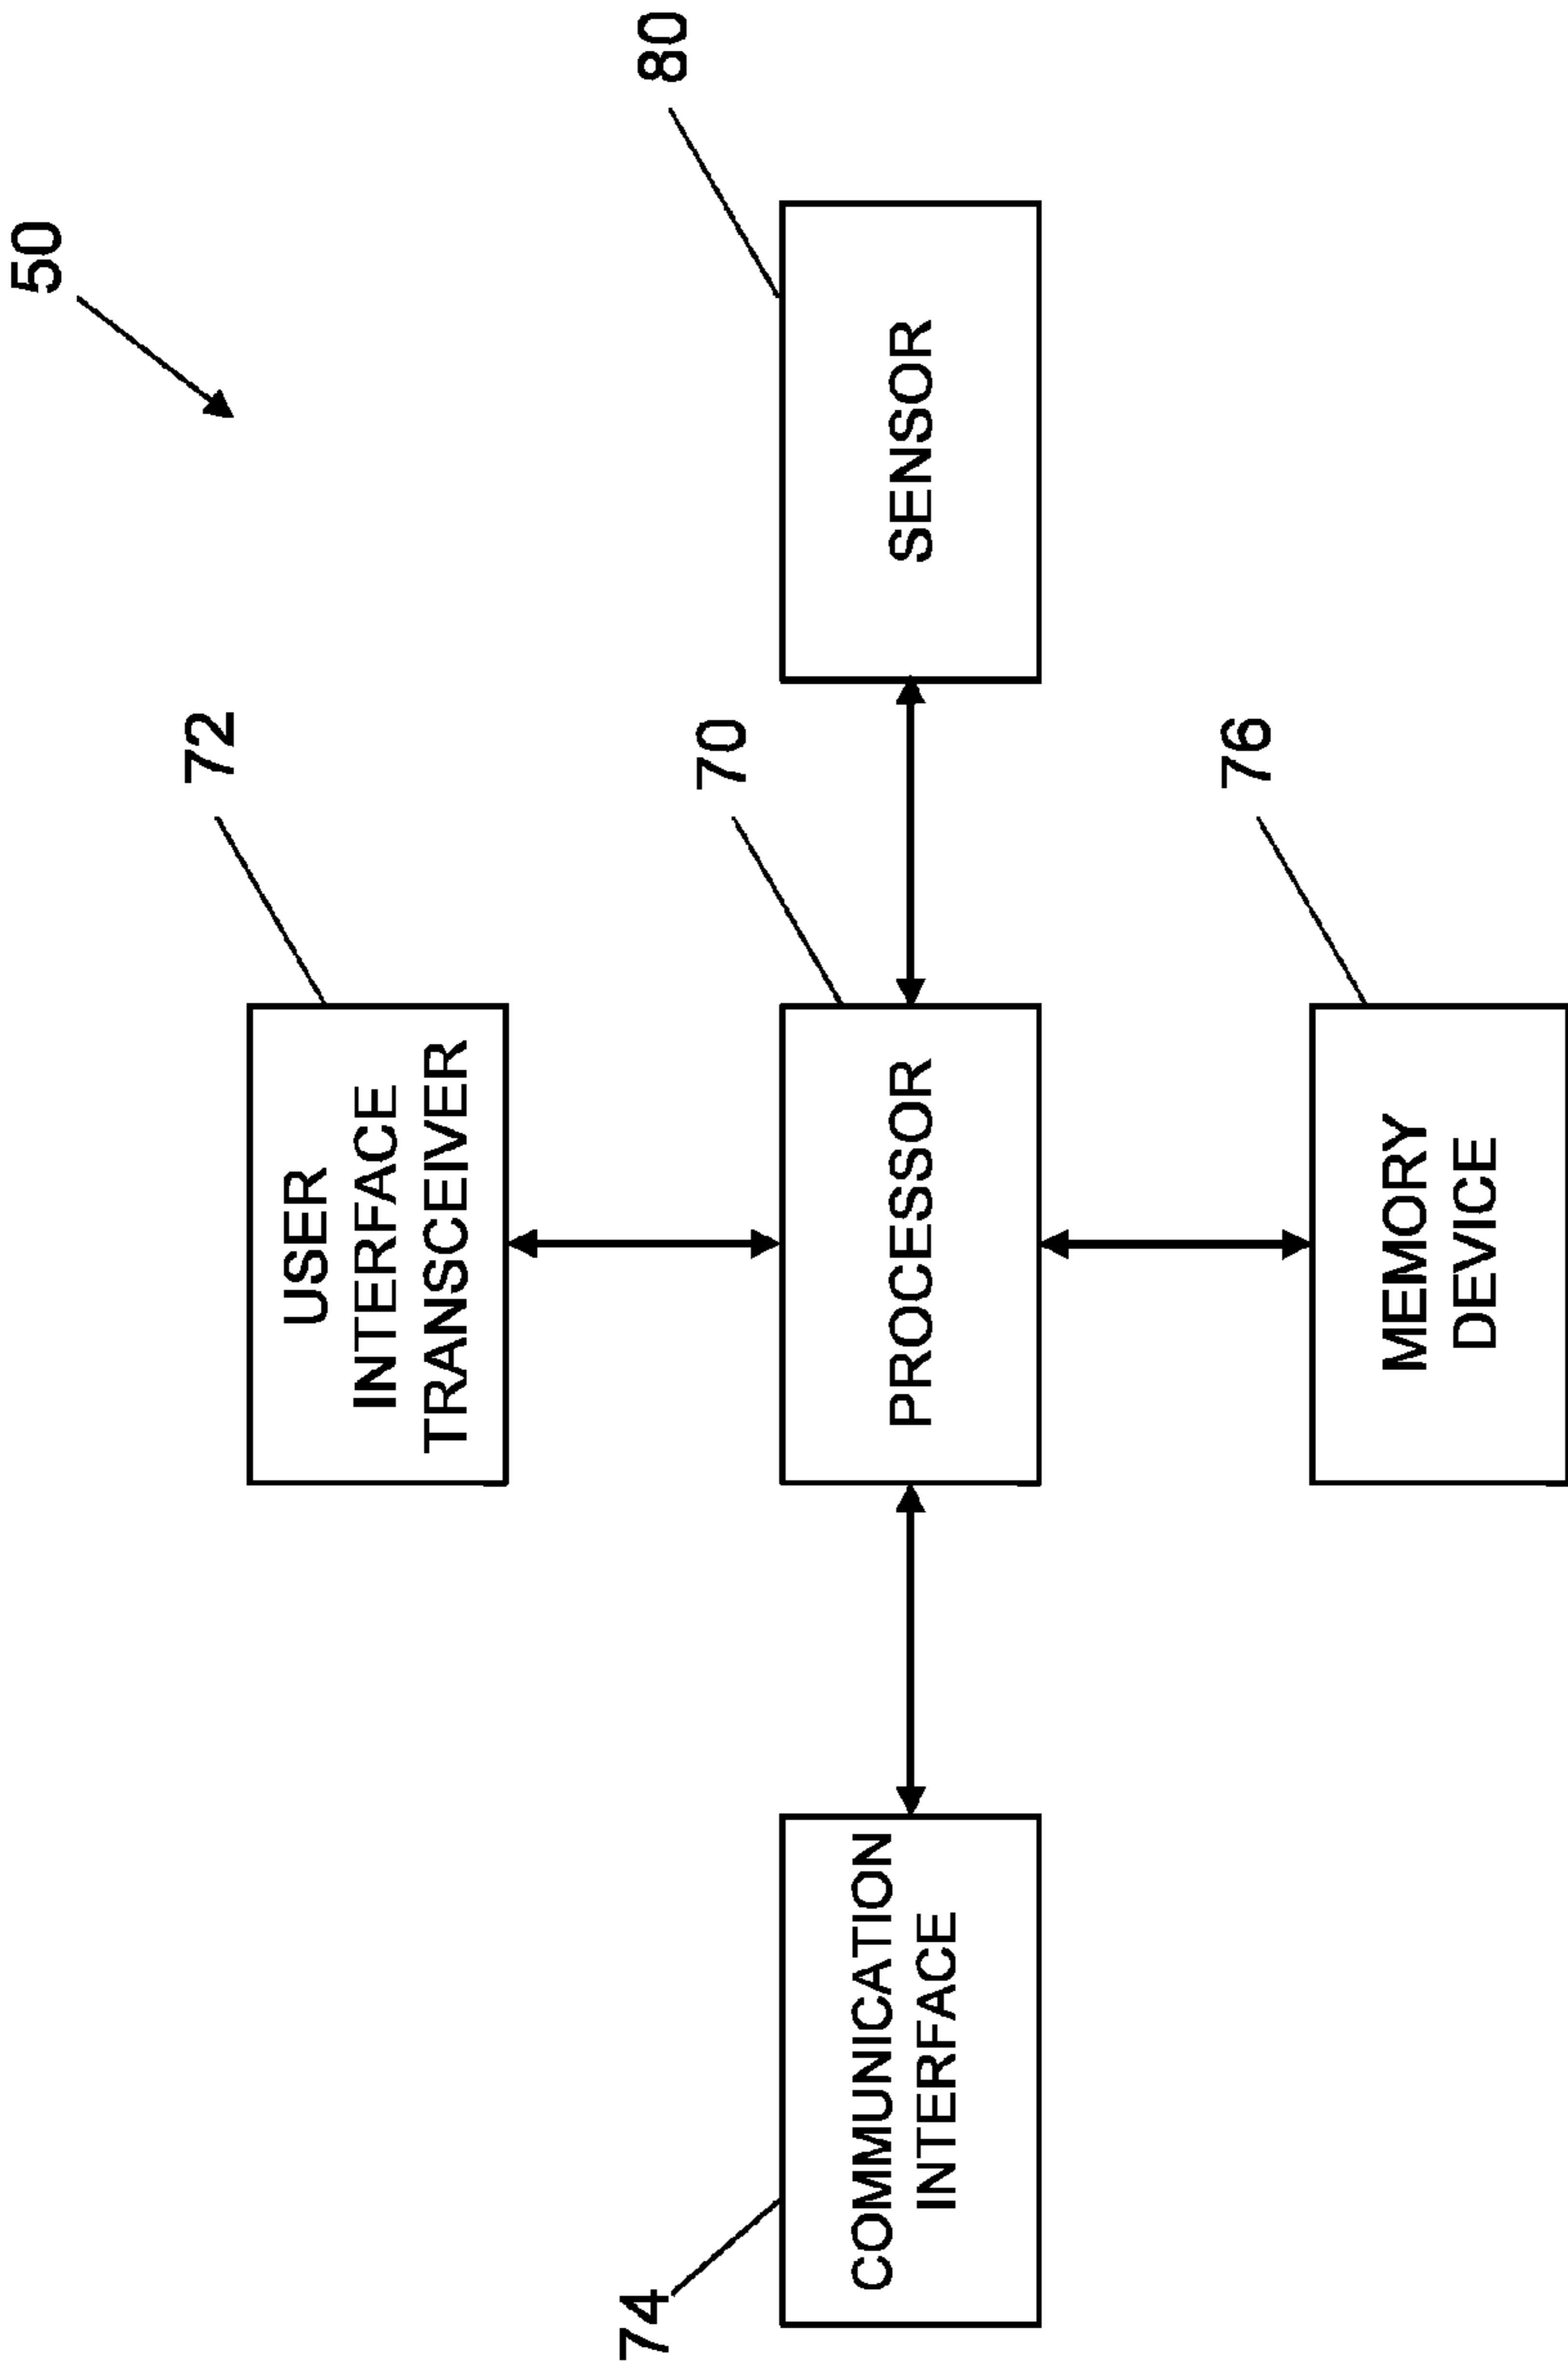 50
72
USER
INTERFACE
TRANSCEIVER
80
74
COMMUNICATION
INTERFACE
70
PROCESSOR
SENSOR
76
MEMORY
DEVICE